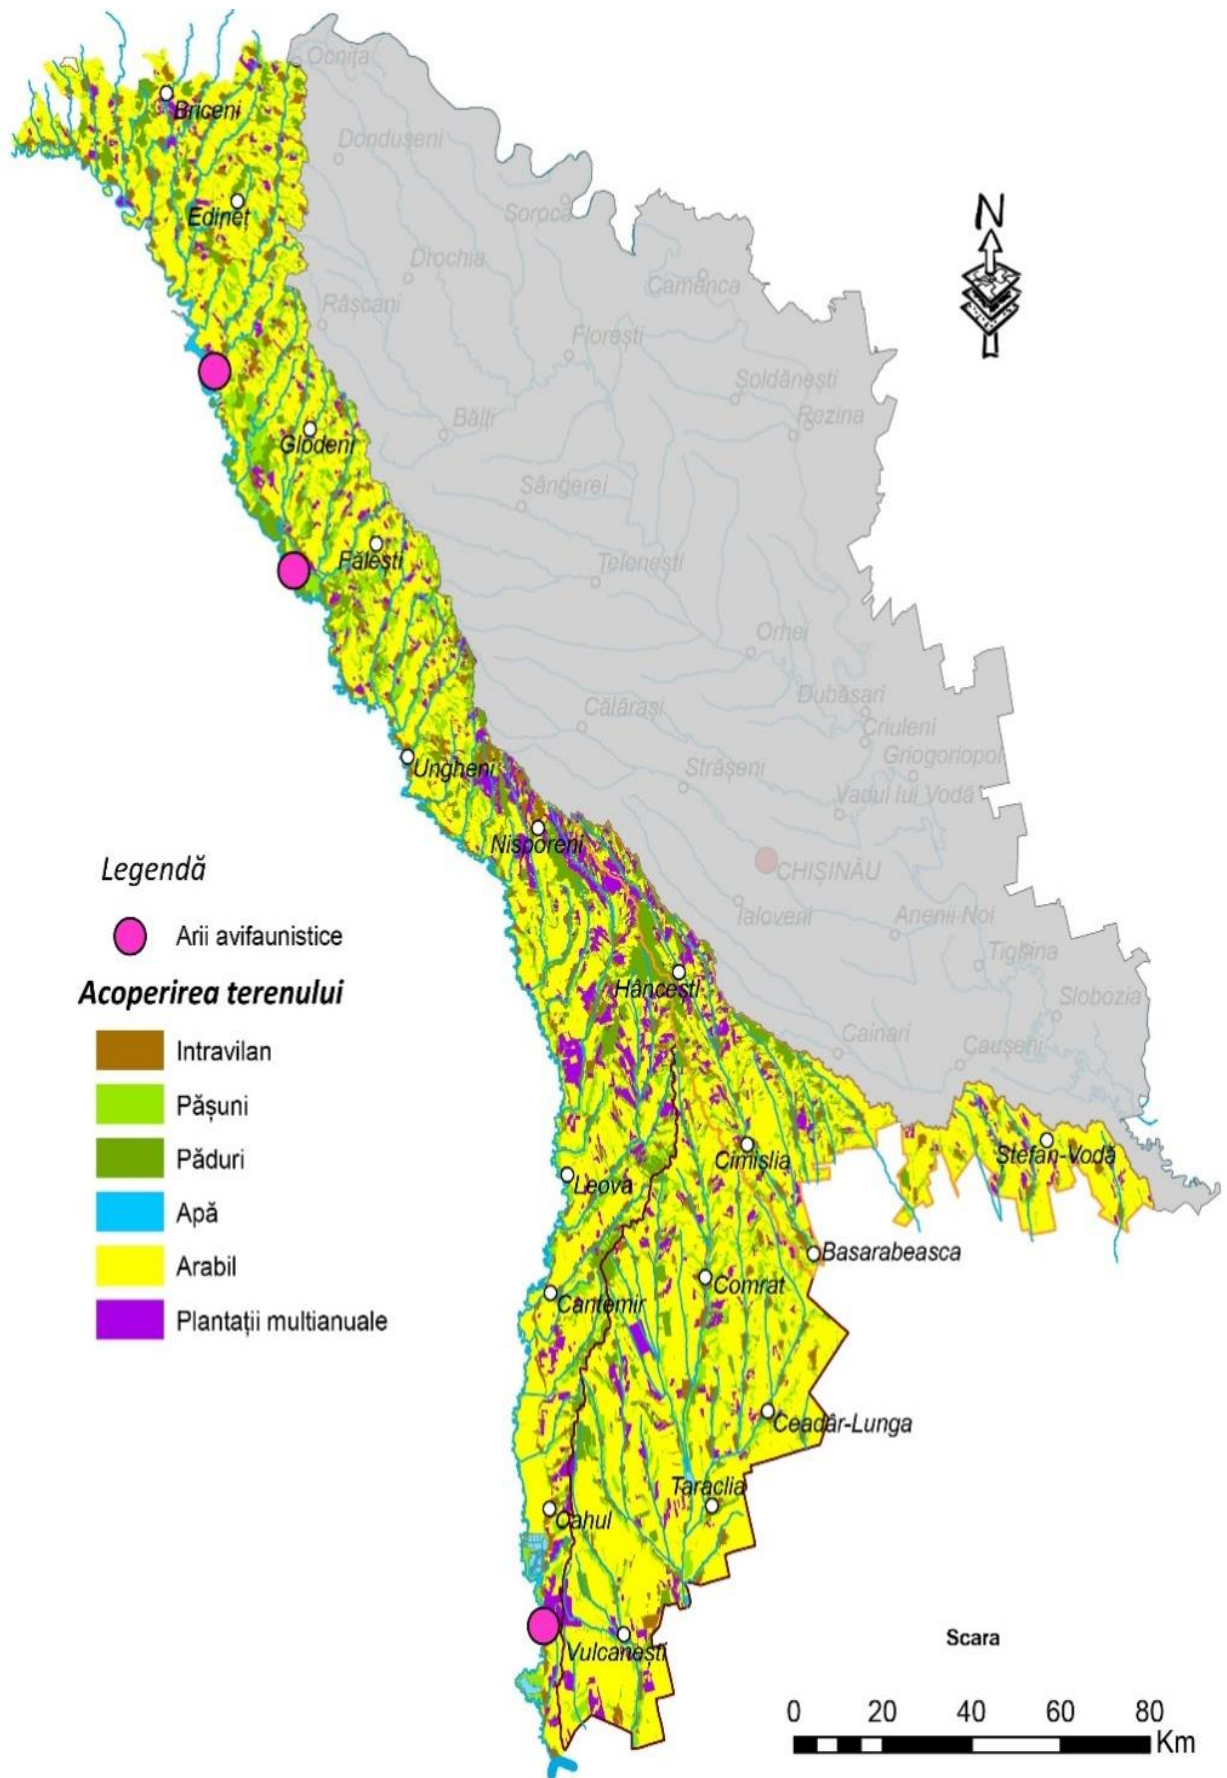 Ocnița
Briceni
Dondușeni
Edineț
Soroca
N
Drochia
Camenca
Râșcani
Florești
Șoldănești
Rezina
Bălți
Glodeni
Sângerei
Fălești
Telenești
Orhei
Dubăsari
Călărași
Criuleni
Griogoriopol
Ungheni
Strășeni
Vadul lui Vodă
Nisporeni
CHIȘINĂU
Legendă
Ialoveni
Anenii Noi
Arii avifaunistice
Tighina
Hâncești
Acoperirea terenului
Slobozia
Cainari
Căușeni
Intravilan
Pășuni
Păduri
Cimișlia
Ștefan-Vodă
Leova
Apă
Basarabeasca
Arabil
Comrat
Cantemir
Plantații multianuale
Ceadâr-Lunga
Taraclia
Cahul
Vulcanești
Scara
0 20 40 60 80
Km